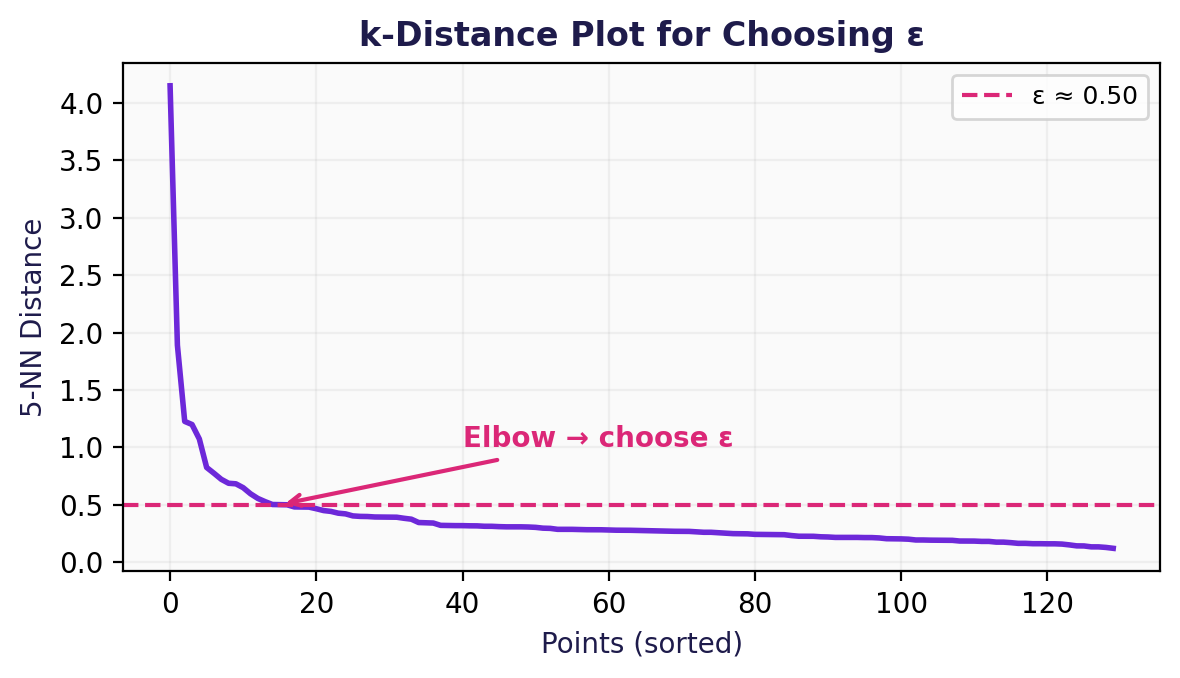 k-Distance Plot for Choosing ε
ε ≈ 0.50
4.0
3.5
3.0
2.5
2.0
1.5
1.0
0.5
0.0
5-NN Distance
Elbow → choose ε
0 20 40 60 80 100 120
Points (sorted)